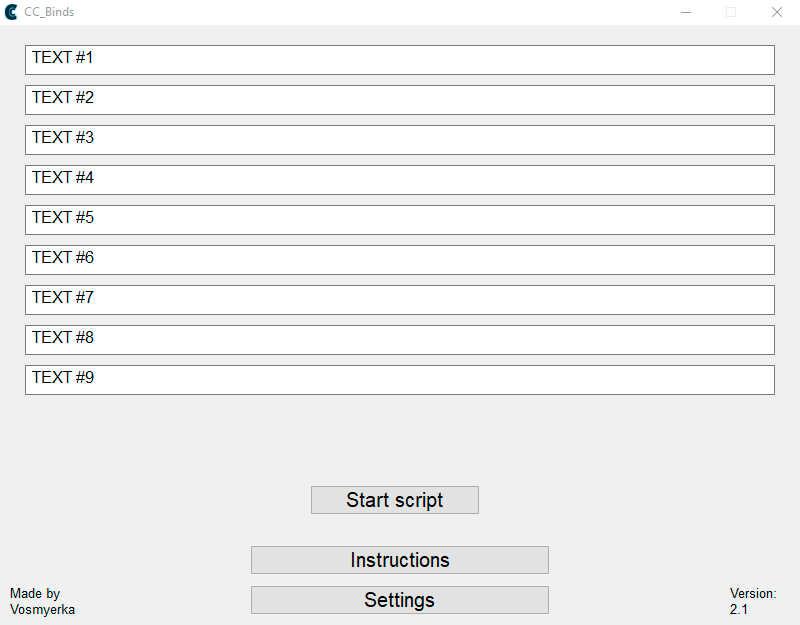 CC_Binds
TEXT #1
TEXT #2
TEXT #3
TEXT #4
TEXT #5
TEXT #6
TEXT #7
TEXT #8
TEXT #9
Start script
Instructions
Settings
Made by
Vosmyerka
Version:
2.1